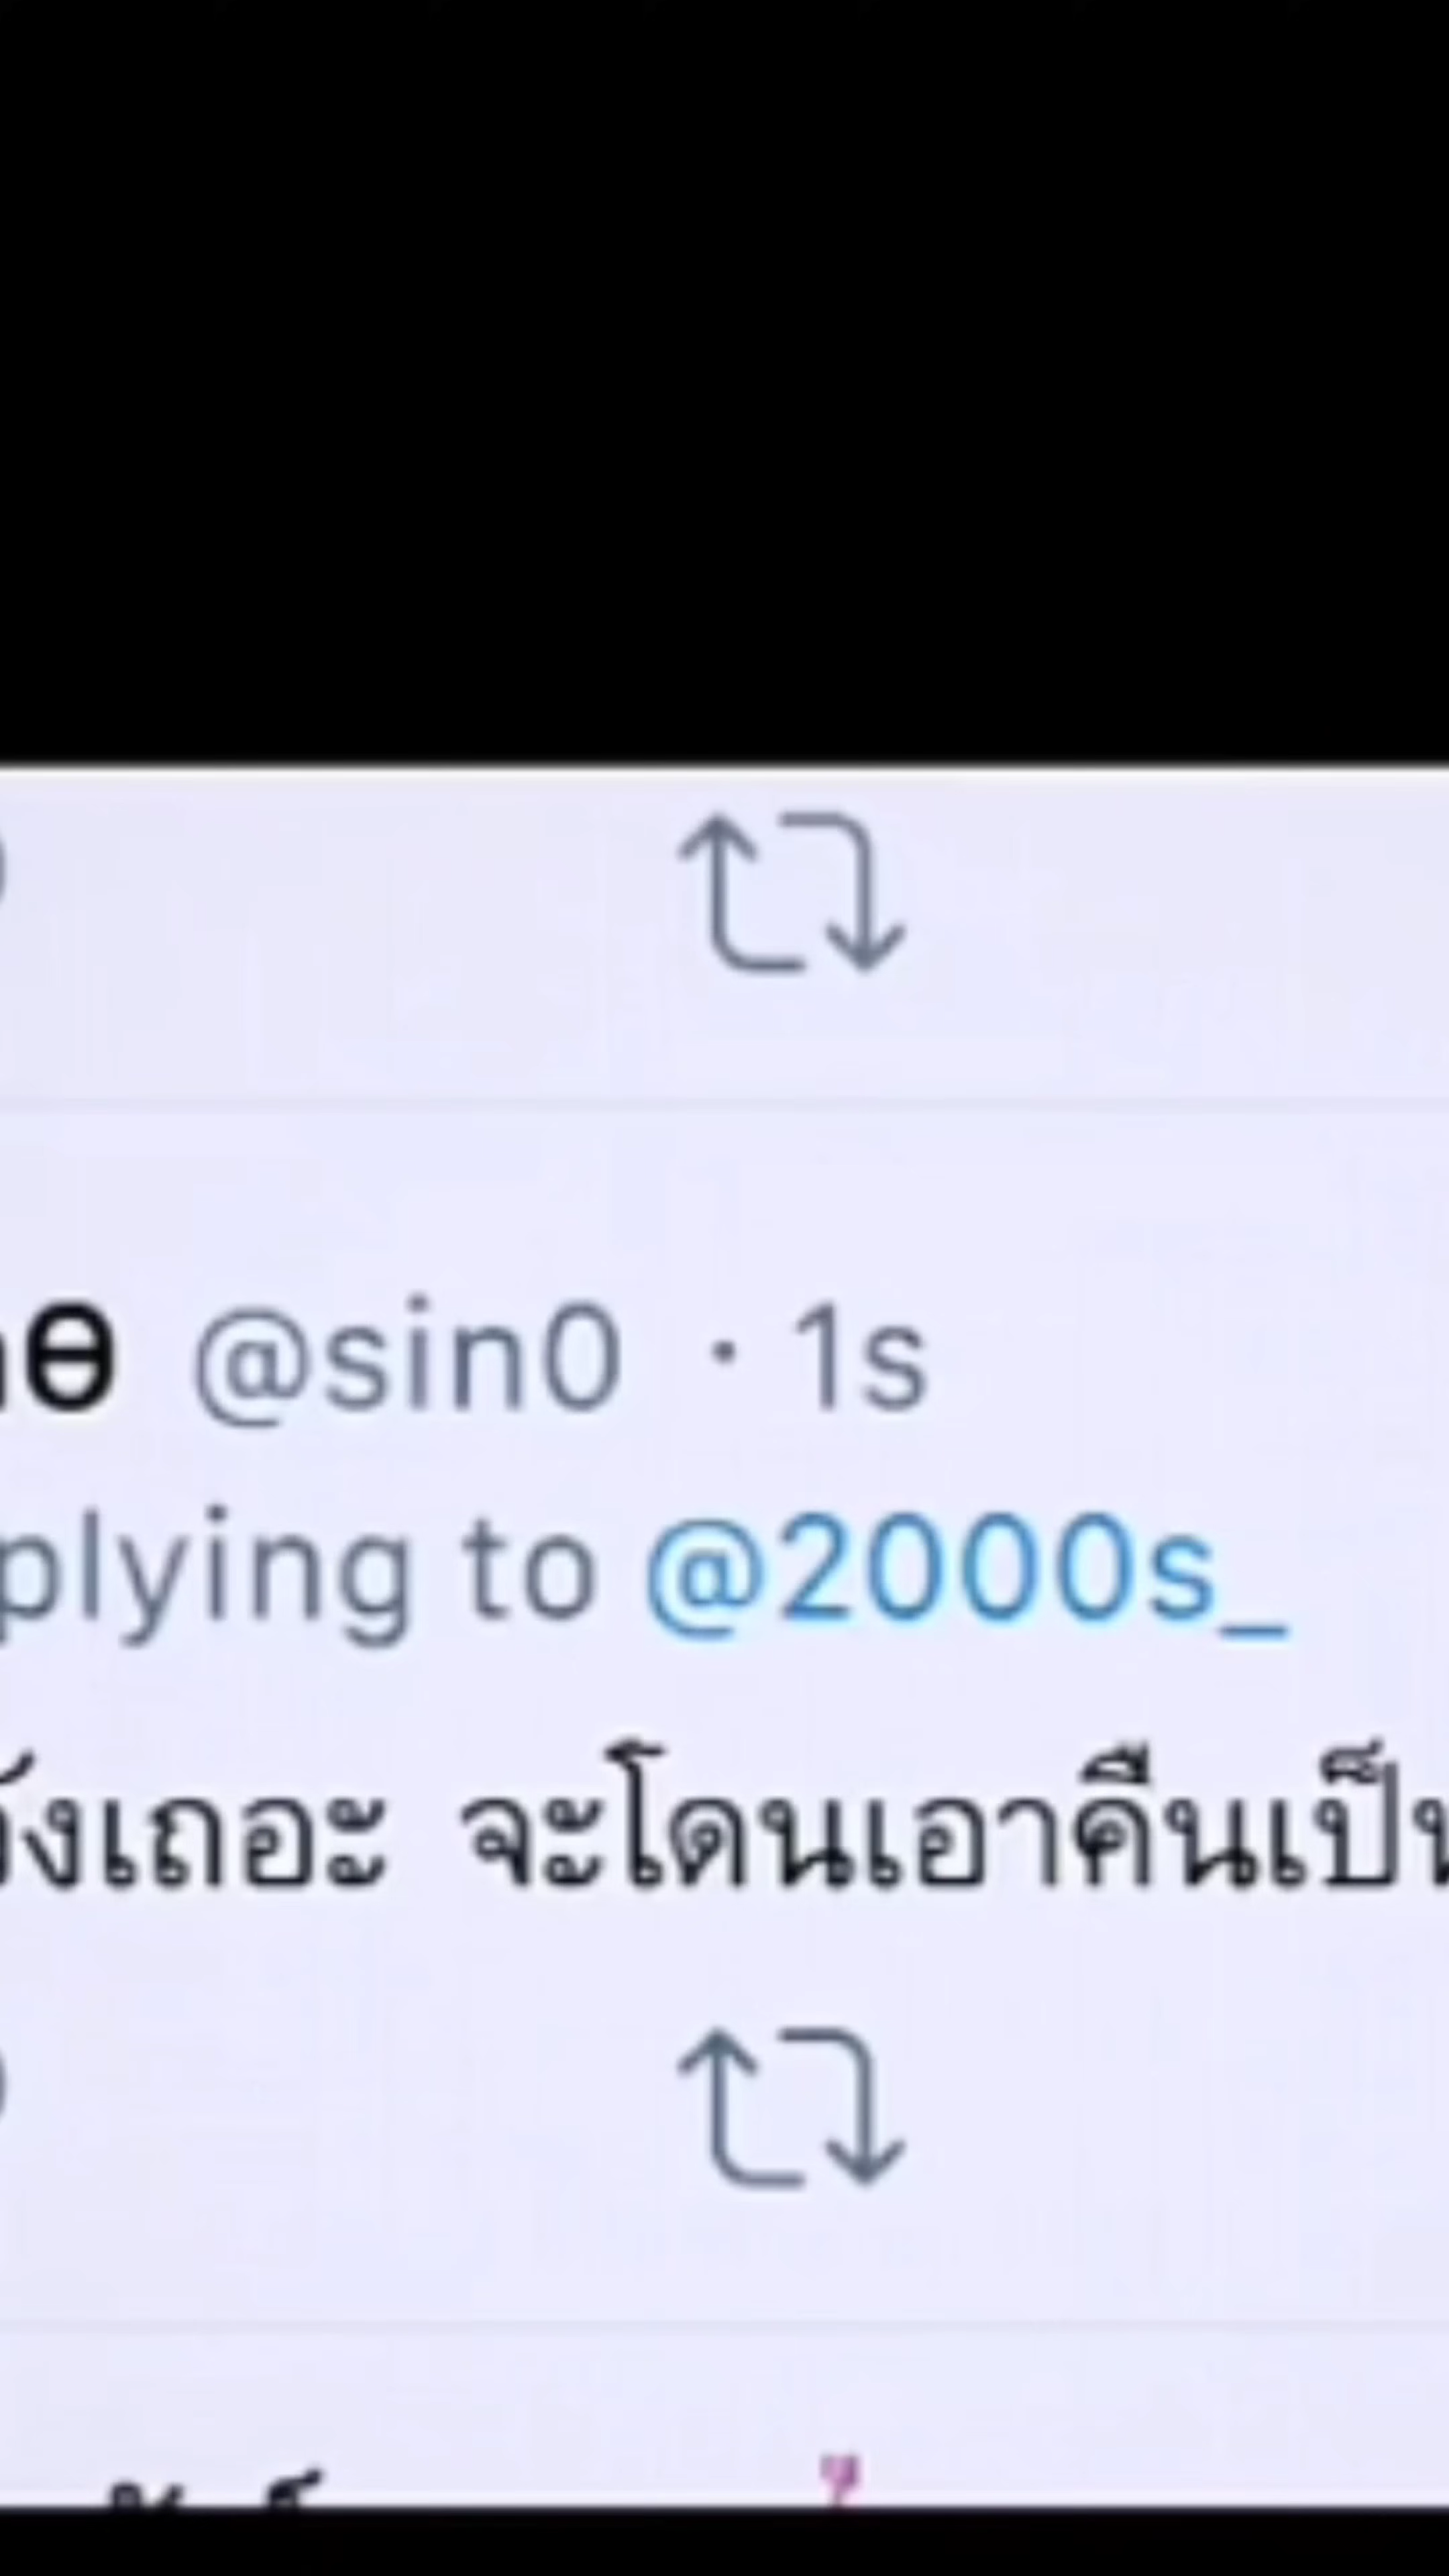 @sin0 · 1s
plying to @2000s_
ังเถอะ จะโดนเอาคืนเป็น